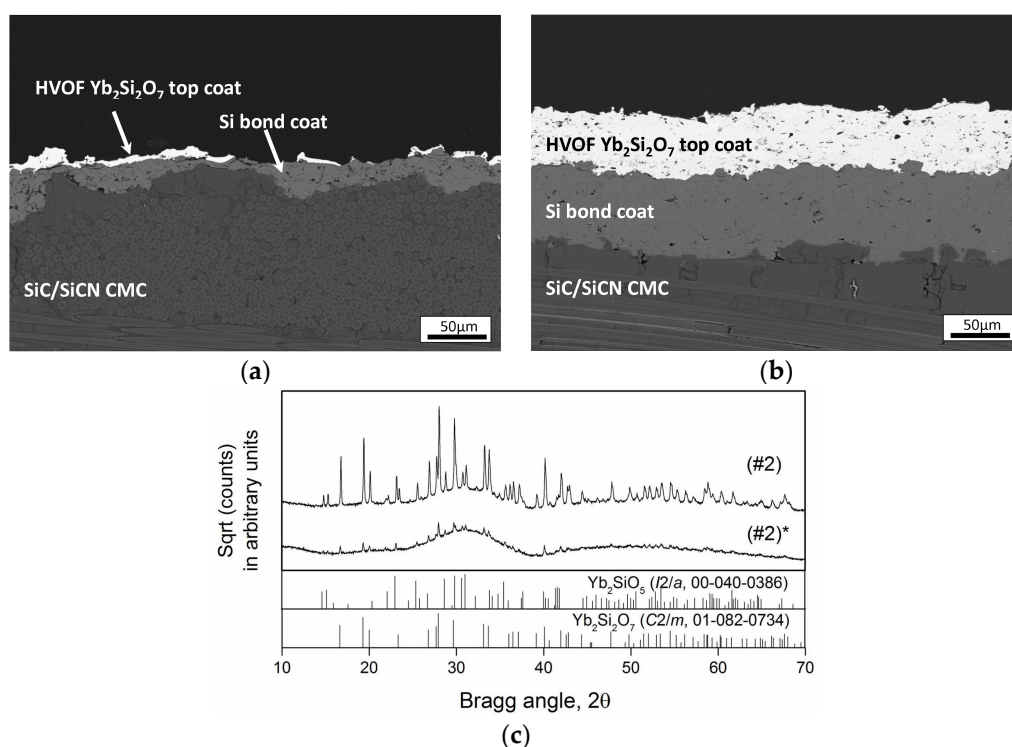 HVOF Yb₂Si₂O₇ top coat
Si bond coat
SiC/SiCN CMC
50µm
(a)
HVOF Yb₂Si₂O₇ top coat
Si bond coat
SiC/SiCN CMC
50µm
(b)
Sqrt (counts)
in arbitrary units
(#2)
(#2)*
Yb₂SiO₅ (I2/a, 00-040-0386)
Yb₂Si₂O₇ (C2/m, 01-082-0734)
10 20 30 40 50 60 70
Bragg angle, 2θ
(c)